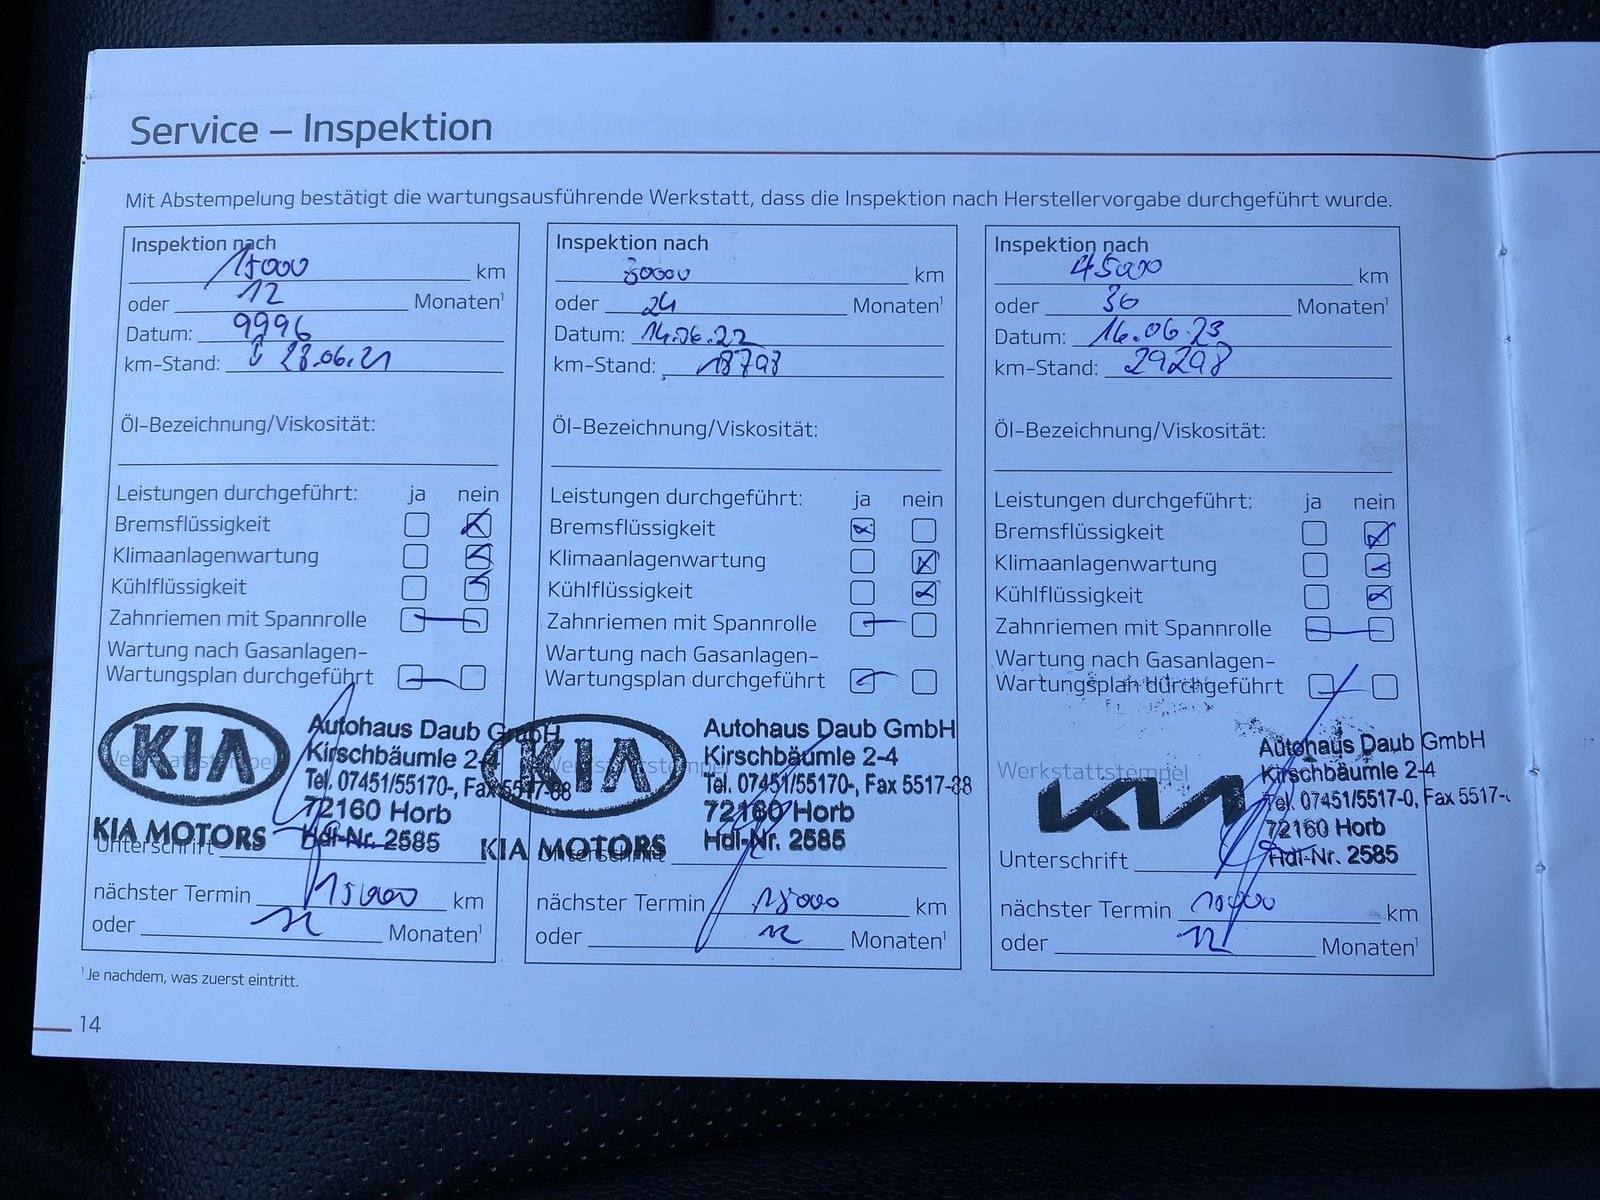 Service – Inspektion
Mit Abstempelung bestätigt die wartungsausführende Werkstatt, dass die Inspektion nach Herstellervorgabe durchgeführt wurde.
Inspektion nach
15000 km
oder 12 Monaten¹
Datum: 9996
km-Stand: 28.06.21
Öl-Bezeichnung/Viskosität:
Leistungen durchgeführt: ja nein
Bremsflüssigkeit
Klimaanlagenwartung
Kühlflüssigkeit
Zahnriemen mit Spannrolle
Wartung nach Gasanlagen-
Wartungsplan durchgeführt
KIA
KIA MOTORS
Autohaus Daub GmbH
Kirschbäumle 2-4
Tel. 07451/55170-, Fax 5517-88
72160 Horb
Hdl-Nr. 2585
Werkstattstempel
Unterschrift
nächster Termin 15000 km
oder 12 Monaten¹
Inspektion nach
30000 km
oder 24 Monaten¹
Datum: 14.06.22
km-Stand: 18798
Öl-Bezeichnung/Viskosität:
Leistungen durchgeführt: ja nein
Bremsflüssigkeit
Klimaanlagenwartung
Kühlflüssigkeit
Zahnriemen mit Spannrolle
Wartung nach Gasanlagen-
Wartungsplan durchgeführt
KIA
KIA MOTORS
Autohaus Daub GmbH
Kirschbäumle 2-4
Tel. 07451/55170-, Fax 5517-88
72160 Horb
Hdl-Nr. 2585
Werkstattstempel
Unterschrift
nächster Termin 15000 km
oder 12 Monaten¹
Inspektion nach
45000 km
oder 36 Monaten¹
Datum: 16.06.23
km-Stand: 29298
Öl-Bezeichnung/Viskosität:
Leistungen durchgeführt: ja nein
Bremsflüssigkeit
Klimaanlagenwartung
Kühlflüssigkeit
Zahnriemen mit Spannrolle
Wartung nach Gasanlagen-
Wartungsplan durchgeführt
Werkstattstempel
KIA
Autohaus Daub GmbH
Kirschbäumle 2-4
Tel. 07451/5517-0, Fax 5517-
72160 Horb
Hdl-Nr. 2585
Unterschrift
nächster Termin km
oder 12 Monaten¹
¹ Je nachdem, was zuerst eintritt.
14